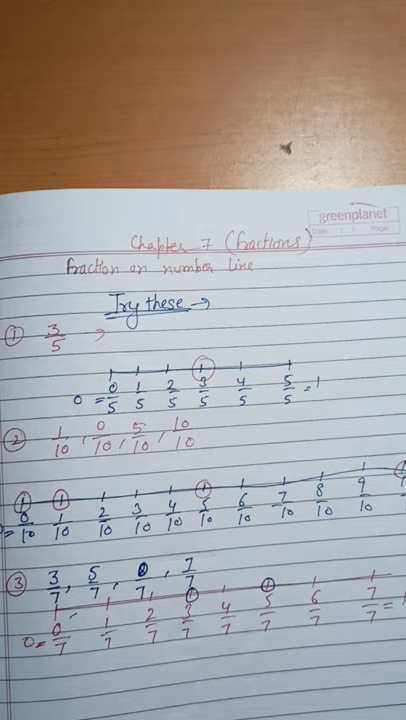 greenplanet
Date: Page:
Chapter-7 (fractions)
fraction on number line
Try these →
① 3/5 →
0 = 0/5 1/5 2/5 3/5 4/5 5/5 = 1
② 1/10, 0/10, 5/10, 10/10
= 0/10 1/10 2/10 3/10 4/10 5/10 6/10 7/10 8/10 9/10
③ 3/7, 5/7, 0/7, 7/7
0 = 0/7 1/7 2/7 3/7 4/7 5/7 6/7 7/7 = 1